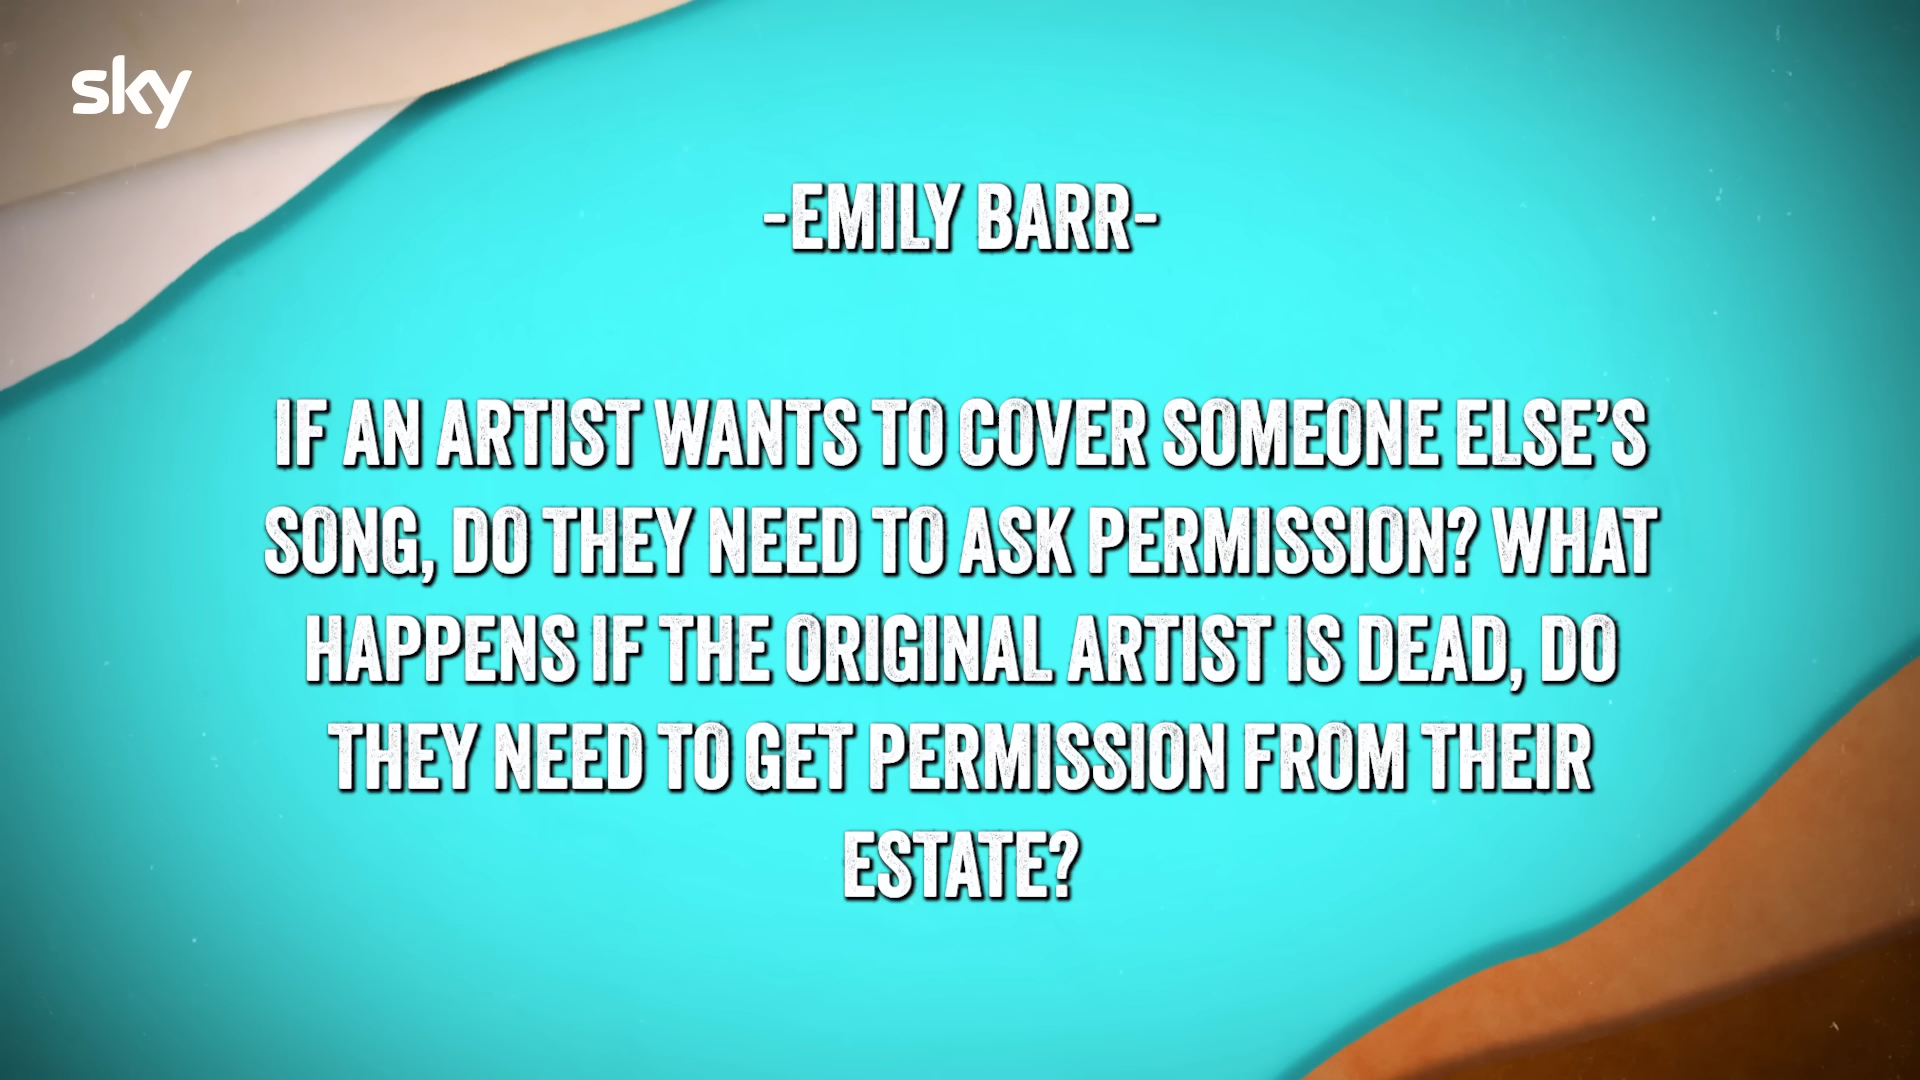 sky
-EMILY BARR-
IF AN ARTIST WANTS TO COVER SOMEONE ELSE’S
SONG, DO THEY NEED TO ASK PERMISSION? WHAT
HAPPENS IF THE ORIGINAL ARTIST IS DEAD, DO
THEY NEED TO GET PERMISSION FROM THEIR
ESTATE?